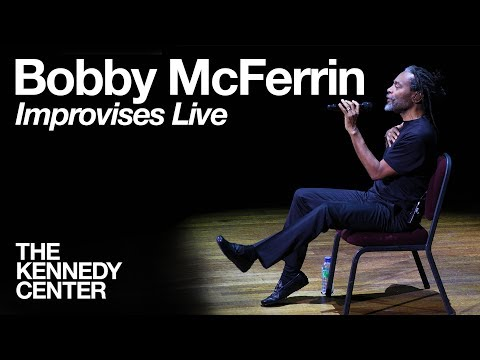 Bobby McFerrin
Improvises Live
THE
KENNEDY
CENTER